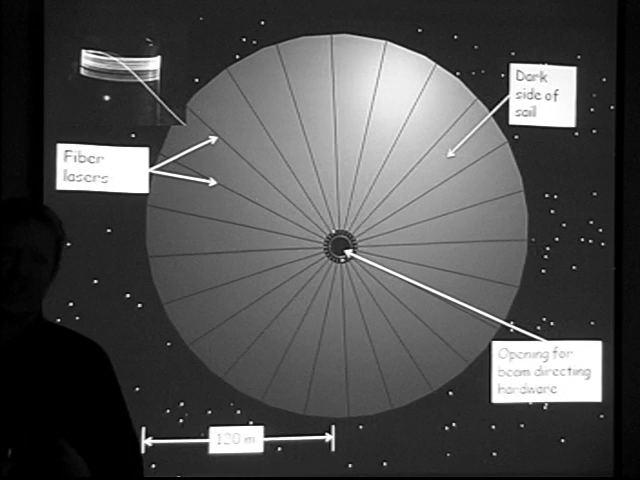 Dark
side of
sail
Fiber
lasers
Opening for
beam directing
hardware
120 m